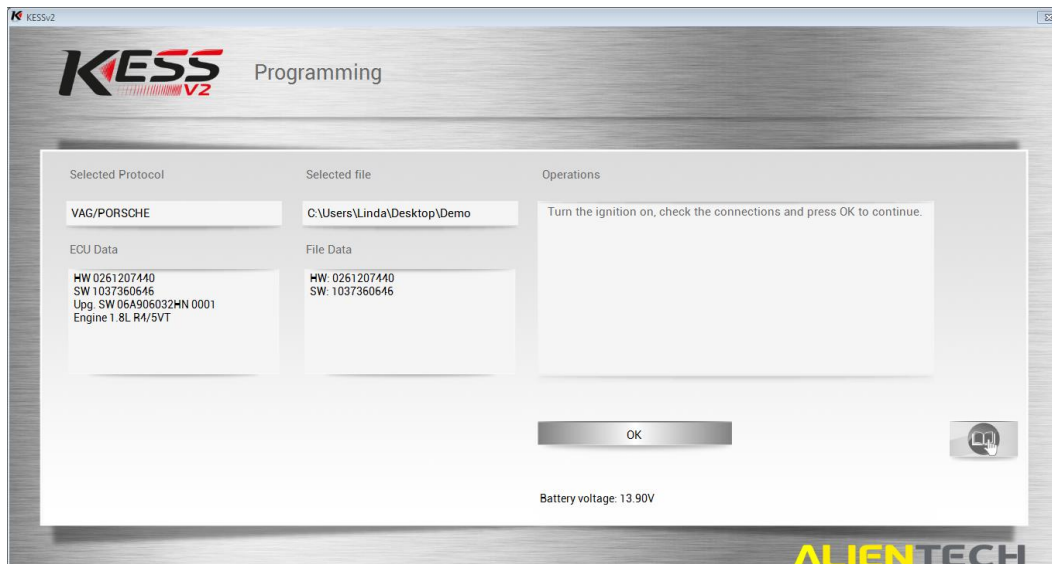 KESSv2
KESS V2
Programming
Selected Protocol
Selected file
Operations
VAG/PORSCHE
C:\Users\Linda\Desktop\Demo
Turn the ignition on, check the connections and press OK to continue.
ECU Data
File Data
HW 0261207440
SW 1037360646
Upg. SW 06A906032HN 0001
Engine 1.8L R4/5VT
HW: 0261207440
SW: 1037360646
OK
Battery voltage: 13.90V
ALIENTECH